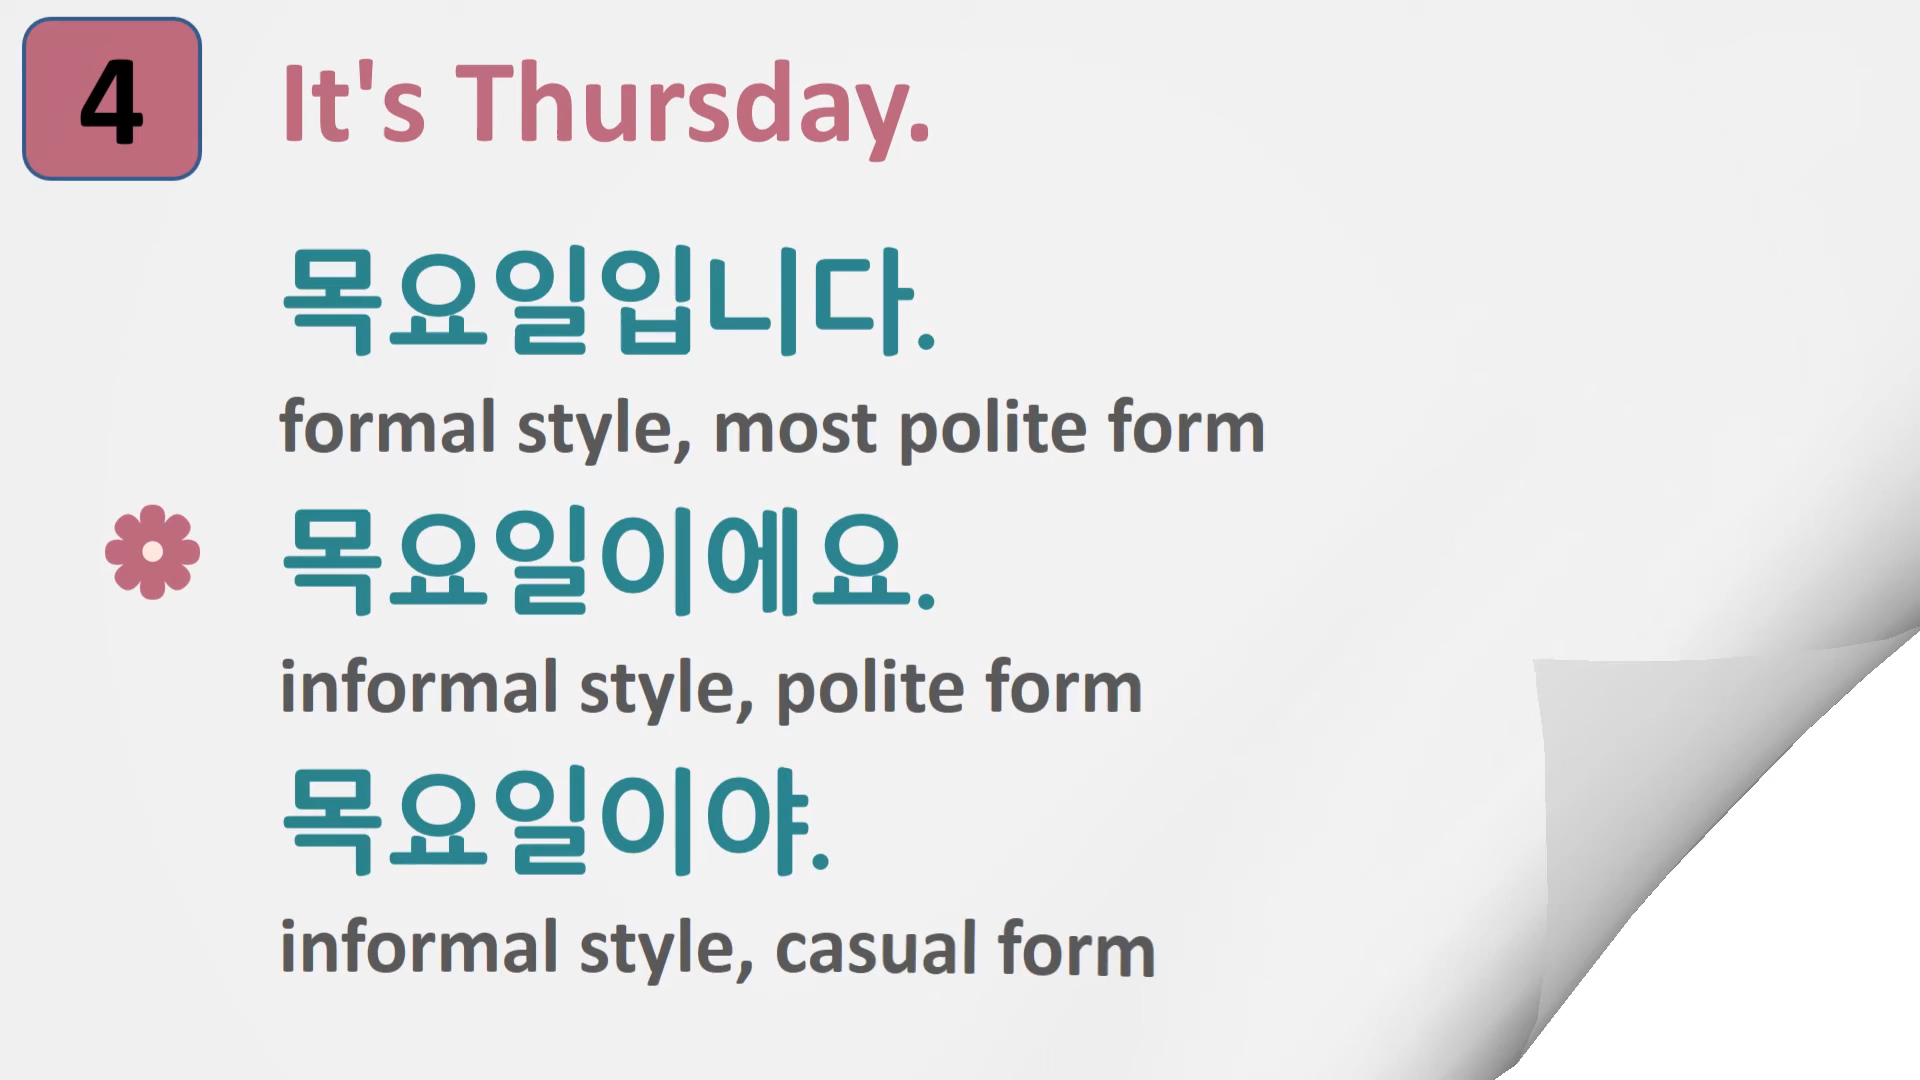 4
It's Thursday.
목요일입니다.
formal style, most polite form
목요일이에요.
informal style, polite form
목요일이야.
informal style, casual form